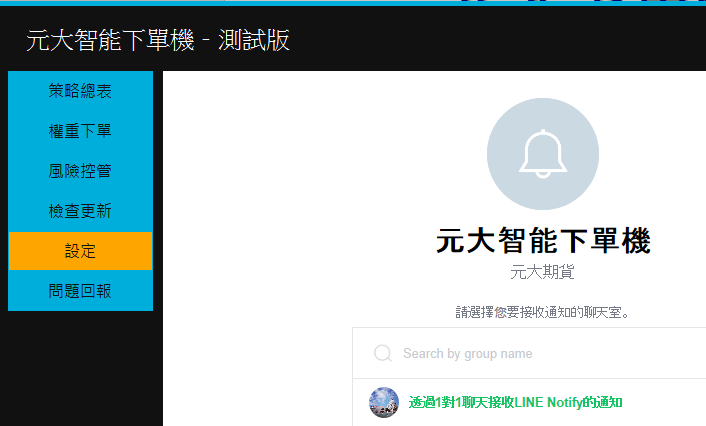 元大智能下單機 - 測試版
策略總表
權重下單
風險控管
檢查更新
設定
問題回報
元大智能下單機
元大期貨
請選擇您要接收通知的聊天室。
Search by group name
透過1對1聊天接收LINE Notify的通知